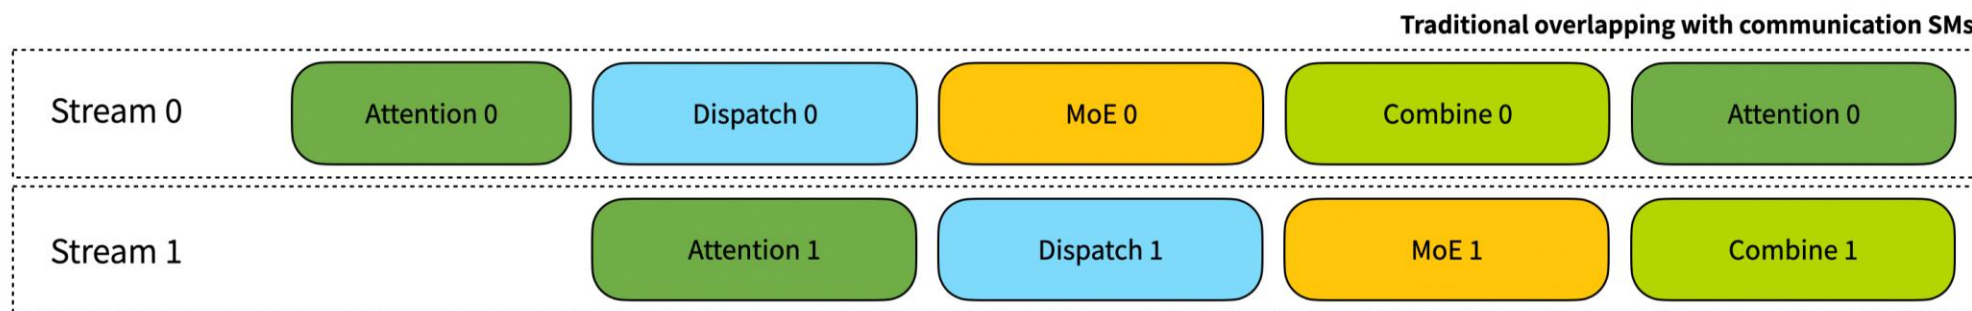 Traditional overlapping with communication SMs
Stream 0
Attention 0
Dispatch 0
MoE 0
Combine 0
Attention 0
Stream 1
Attention 1
Dispatch 1
MoE 1
Combine 1